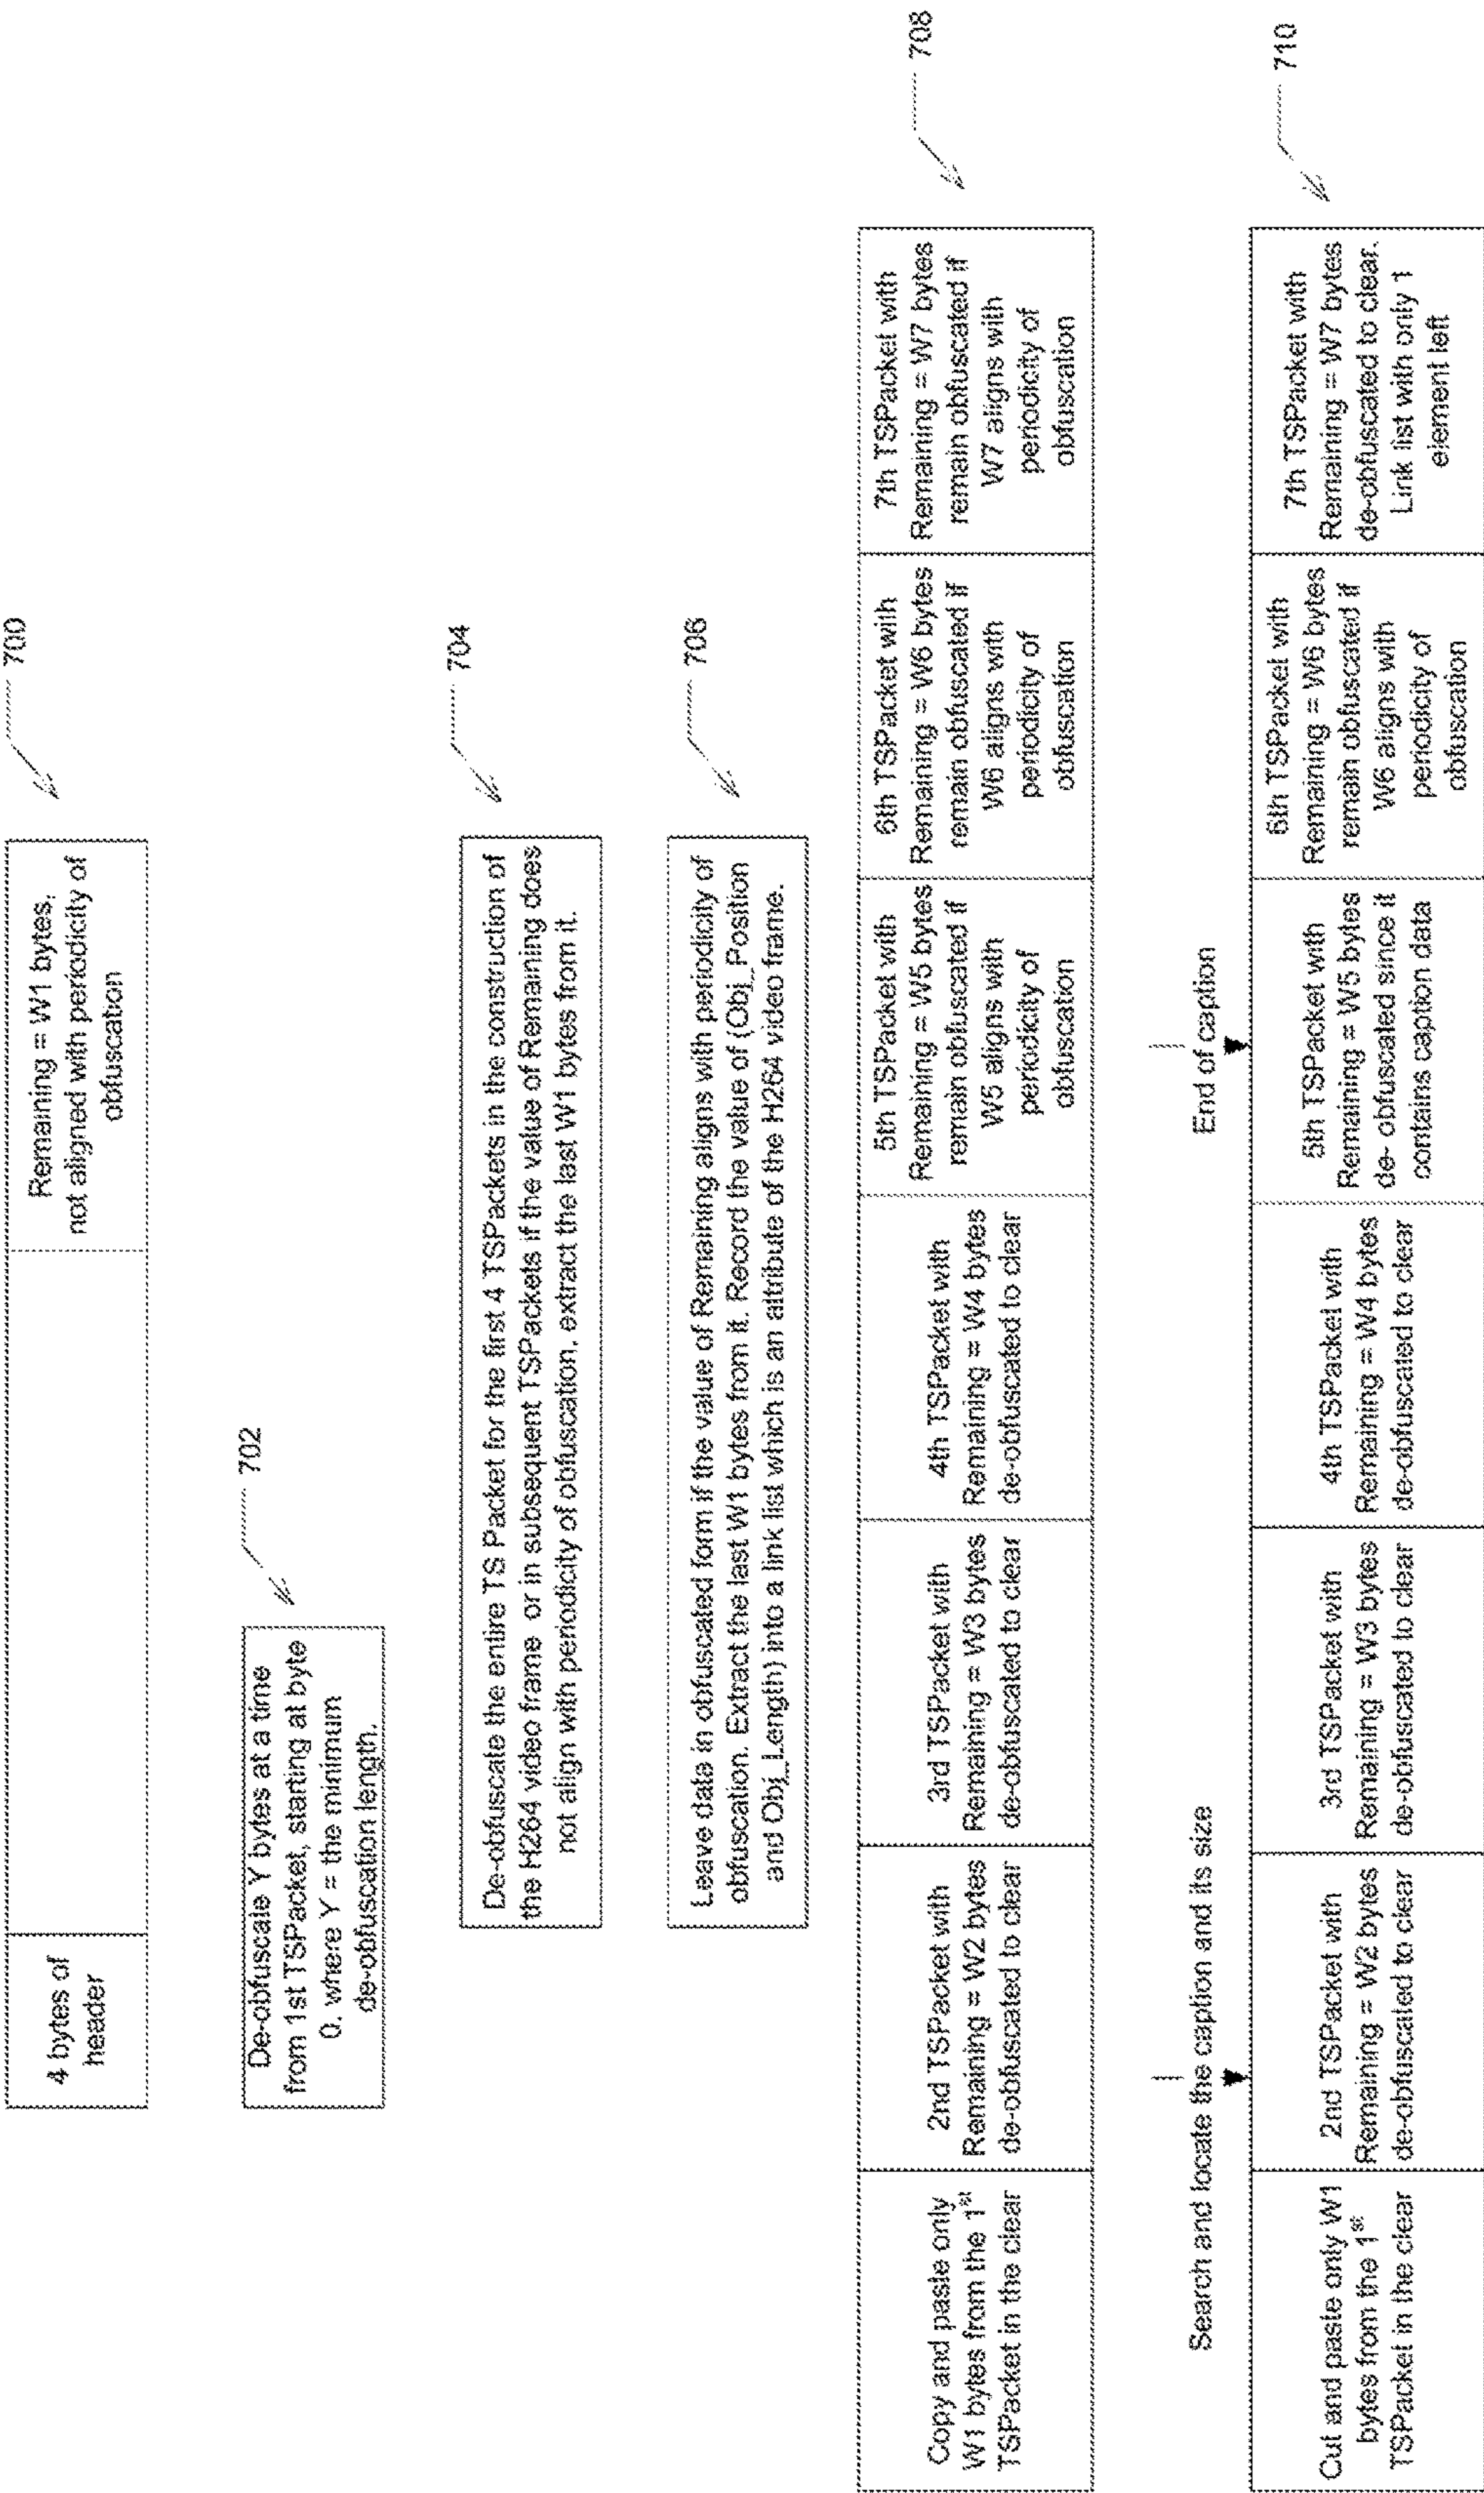 700
4 bytes of
header
Remaining = W1 bytes,
not aligned with periodicity of
obfuscation
702
De-obfuscate Y bytes at a time
from 1st TSPacket, starting at byte
0, where Y = the minimum
de-obfuscation length.
704
De-obfuscate the entire TS Packet for the first 4 TSPackets in the construction of
the H264 video frame or in subsequent TSPackets if the value of Remaining does
not align with periodicity of obfuscation, extract the last W1 bytes from it.
706
Leave data in obfuscated form if the value of Remaining aligns with periodicity of
obfuscation. Extract the last W1 bytes from it. Record the value of (Obj_Position
and Obj_Length) into a link list which is an attribute of the H264 video frame.
708
Copy and paste only
W1 bytes from the 1st
TSPacket in the clear
2nd TSPacket with
Remaining = W2 bytes
de-obfuscated to clear
3rd TSPacket with
Remaining = W3 bytes
de-obfuscated to clear
4th TSPacket with
Remaining = W4 bytes
de-obfuscated to clear
5th TSPacket with
Remaining = W5 bytes
remain obfuscated if
W5 aligns with
periodicity of
obfuscation
6th TSPacket with
Remaining = W6 bytes
remain obfuscated if
W6 aligns with
periodicity of
obfuscation
7th TSPacket with
Remaining = W7 bytes
remain obfuscated if
W7 aligns with
periodicity of
obfuscation
Search and locate the caption and its size
End of caption
710
Cut and paste only W1
bytes from the 1st
TSPacket in the clear
2nd TSPacket with
Remaining = W2 bytes
de-obfuscated to clear
3rd TSPacket with
Remaining = W3 bytes
de-obfuscated to clear
4th TSPacket with
Remaining = W4 bytes
de-obfuscated to clear
5th TSPacket with
Remaining = W5 bytes
de- obfuscated since it
contains caption data
6th TSPacket with
Remaining = W6 bytes
remain obfuscated if
W6 aligns with
periodicity of
obfuscation
7th TSPacket with
Remaining = W7 bytes
de-obfuscated to clear.
Link list with only 1
element left